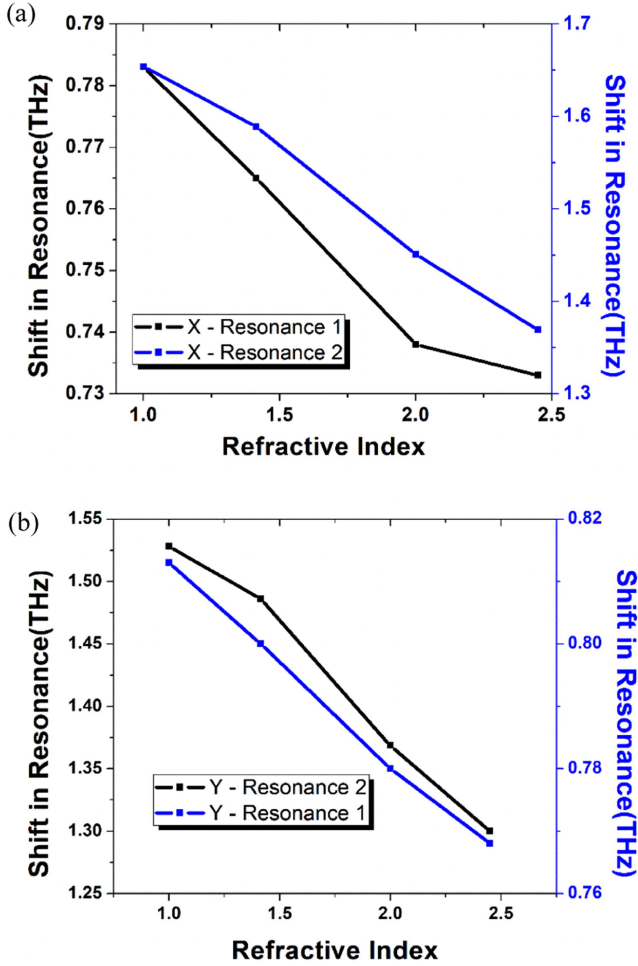 (a)
0.79
0.78
0.77
0.76
0.75
0.74
0.73
Shift in Resonance(THz)
1.7
1.6
1.5
1.4
1.3
Shift in Resonance(THz)
X - Resonance 1
X - Resonance 2
1.0 1.5 2.0 2.5
Refractive Index
(b)
1.55
1.50
1.45
1.40
1.35
1.30
1.25
Shift in Resonance(THz)
0.82
0.80
0.78
0.76
Shift in Resonance(THz)
Y - Resonance 2
Y - Resonance 1
1.0 1.5 2.0 2.5
Refractive Index